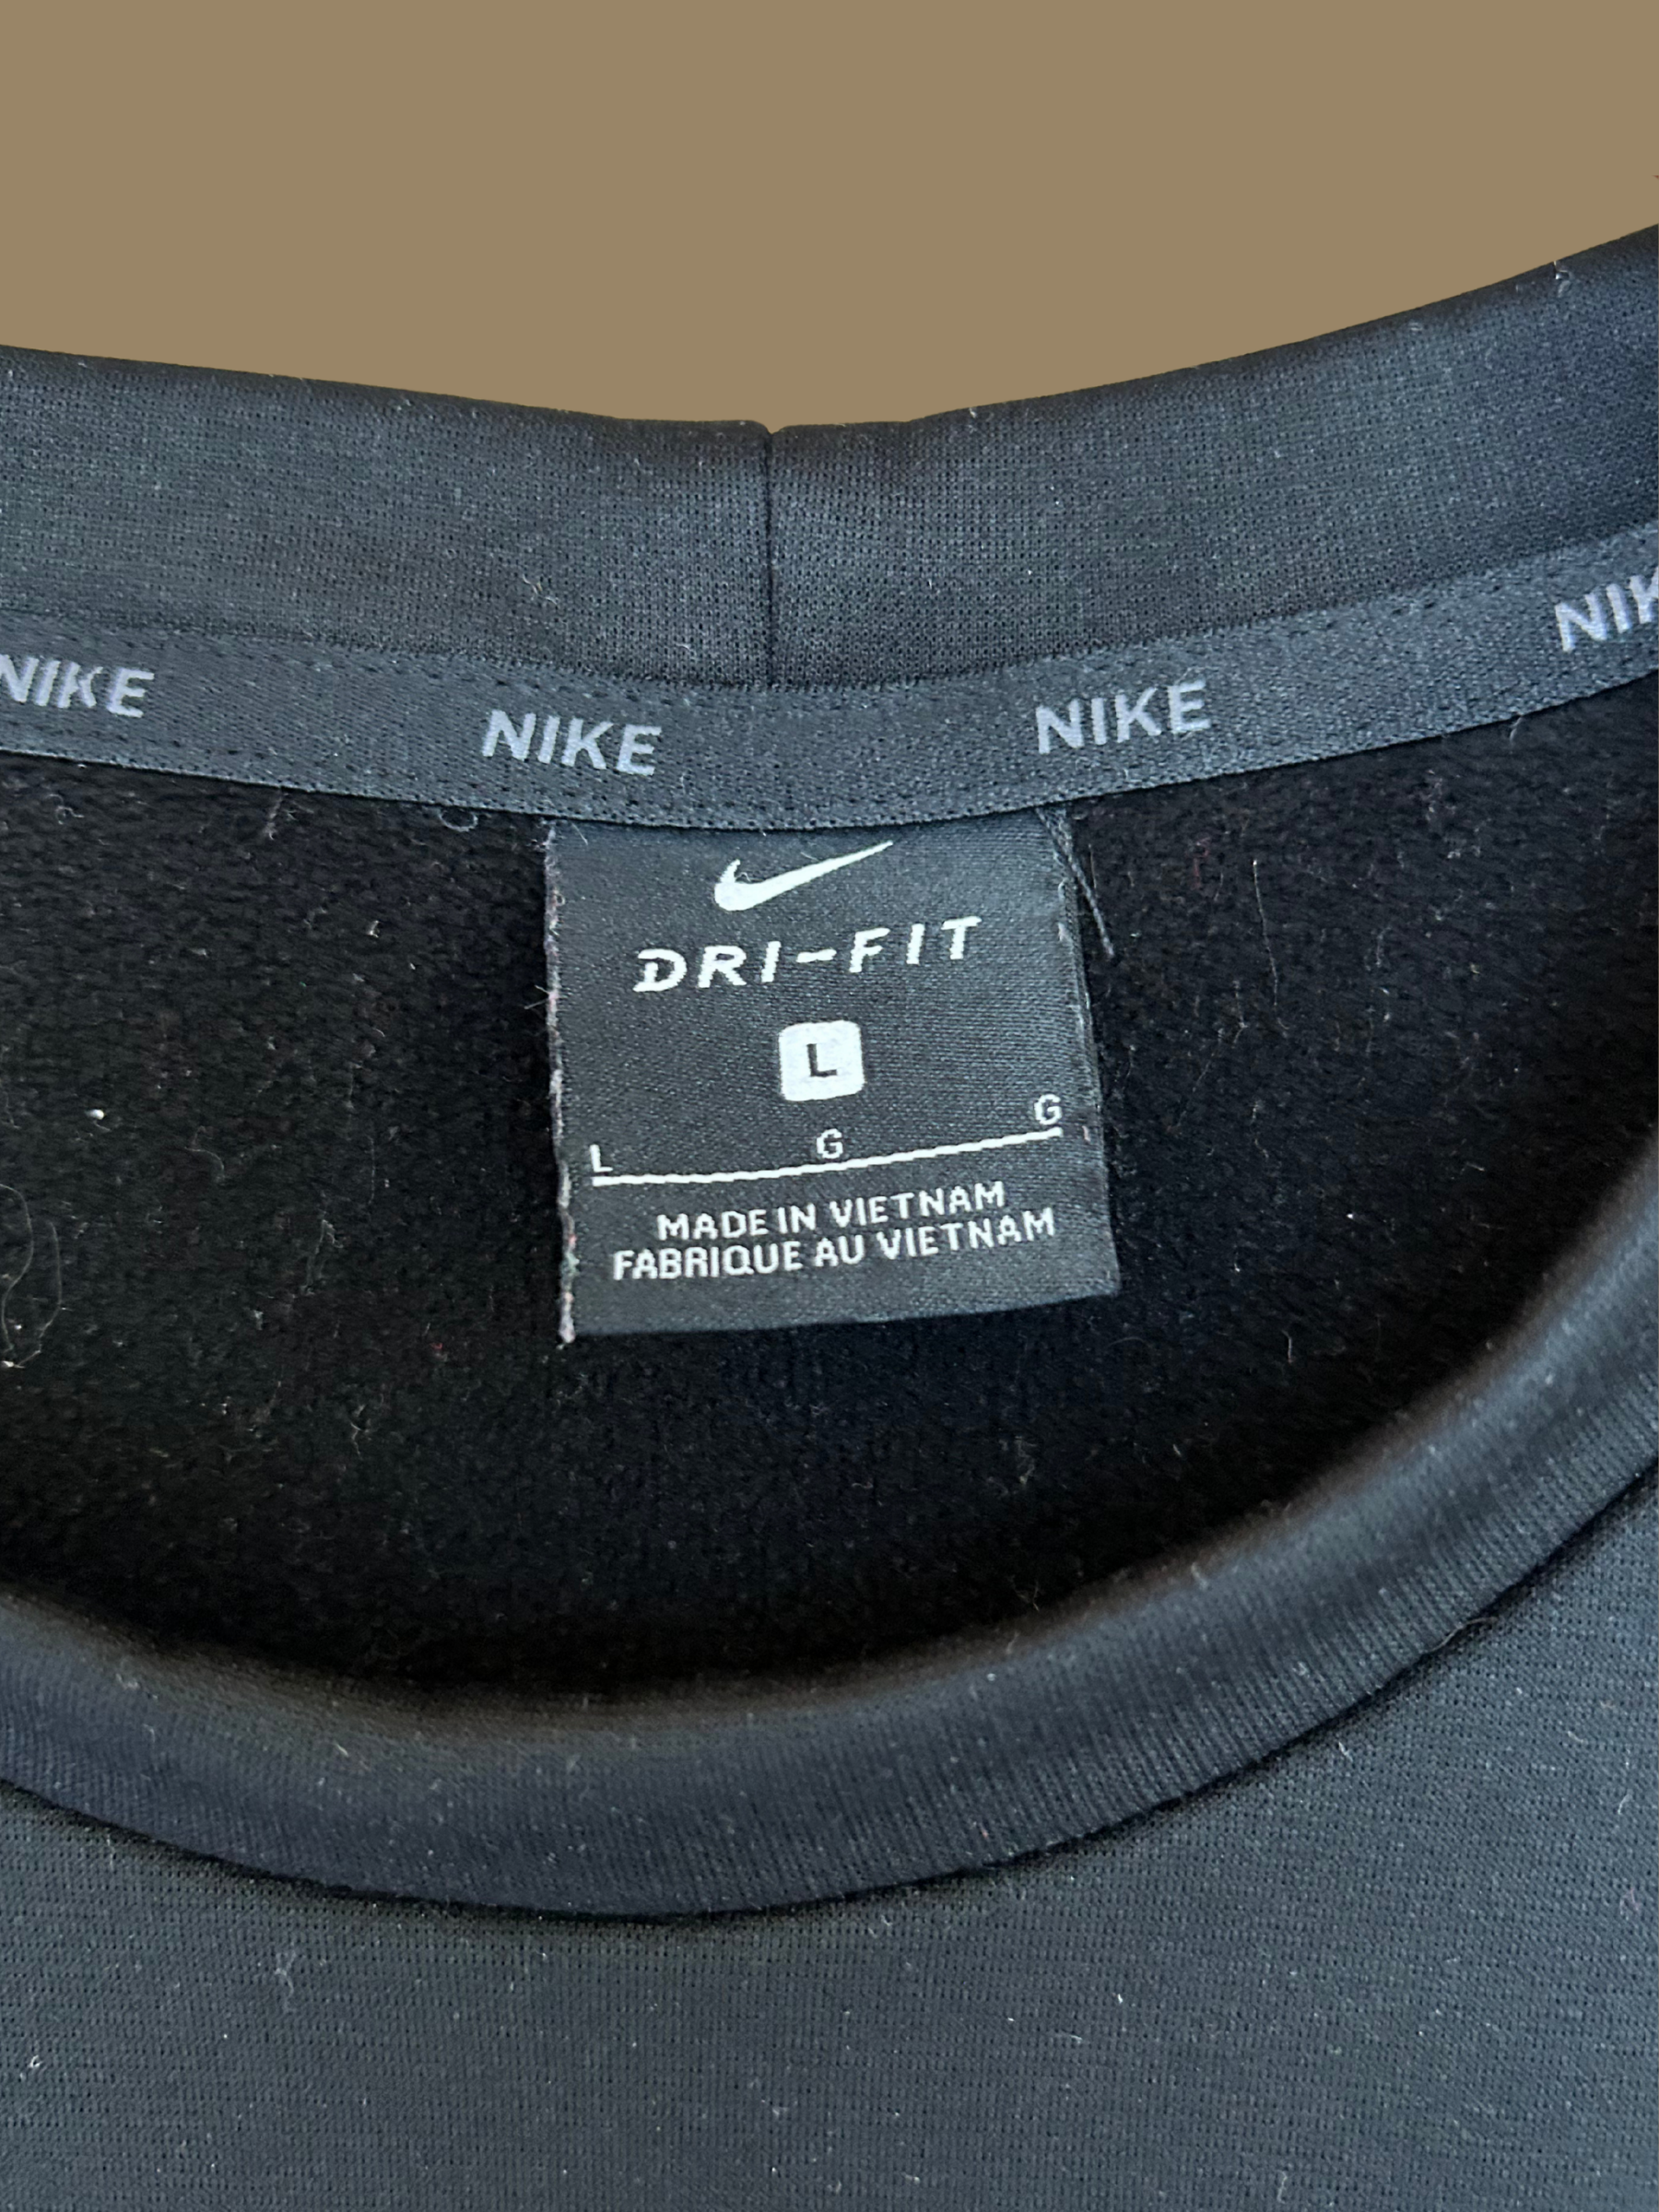 NIKE NIKE NIKE NIK
DRI-FIT
L
L G G
MADE IN VIETNAM
FABRIQUE AU VIETNAM